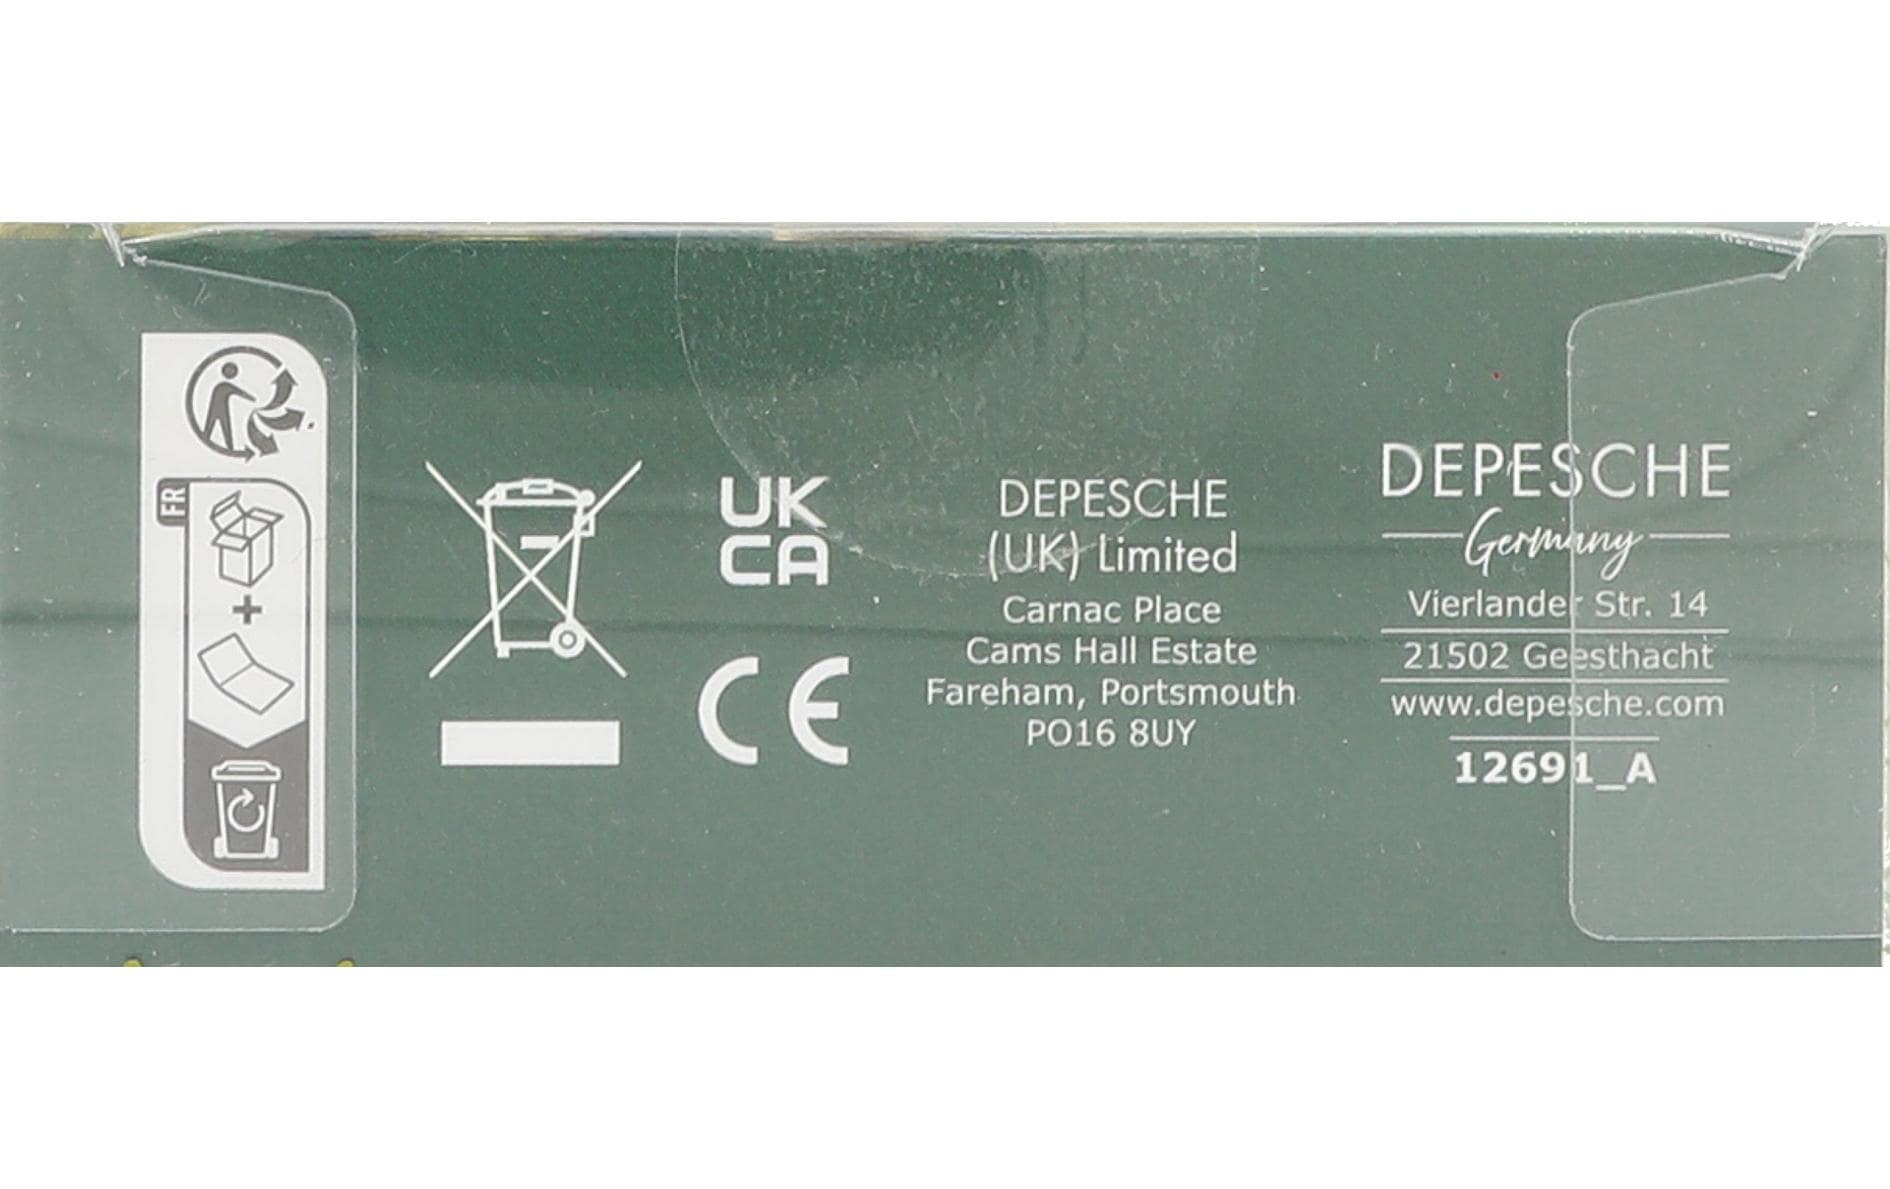 FR
UK
CA
CE
DEPESCHE
(UK) Limited
Carnac Place
Cams Hall Estate
Fareham, Portsmouth
PO16 8UY
DEPESCHE
Germany
Vierlander Str. 14
21502 Geesthacht
www.depesche.com
12691_A